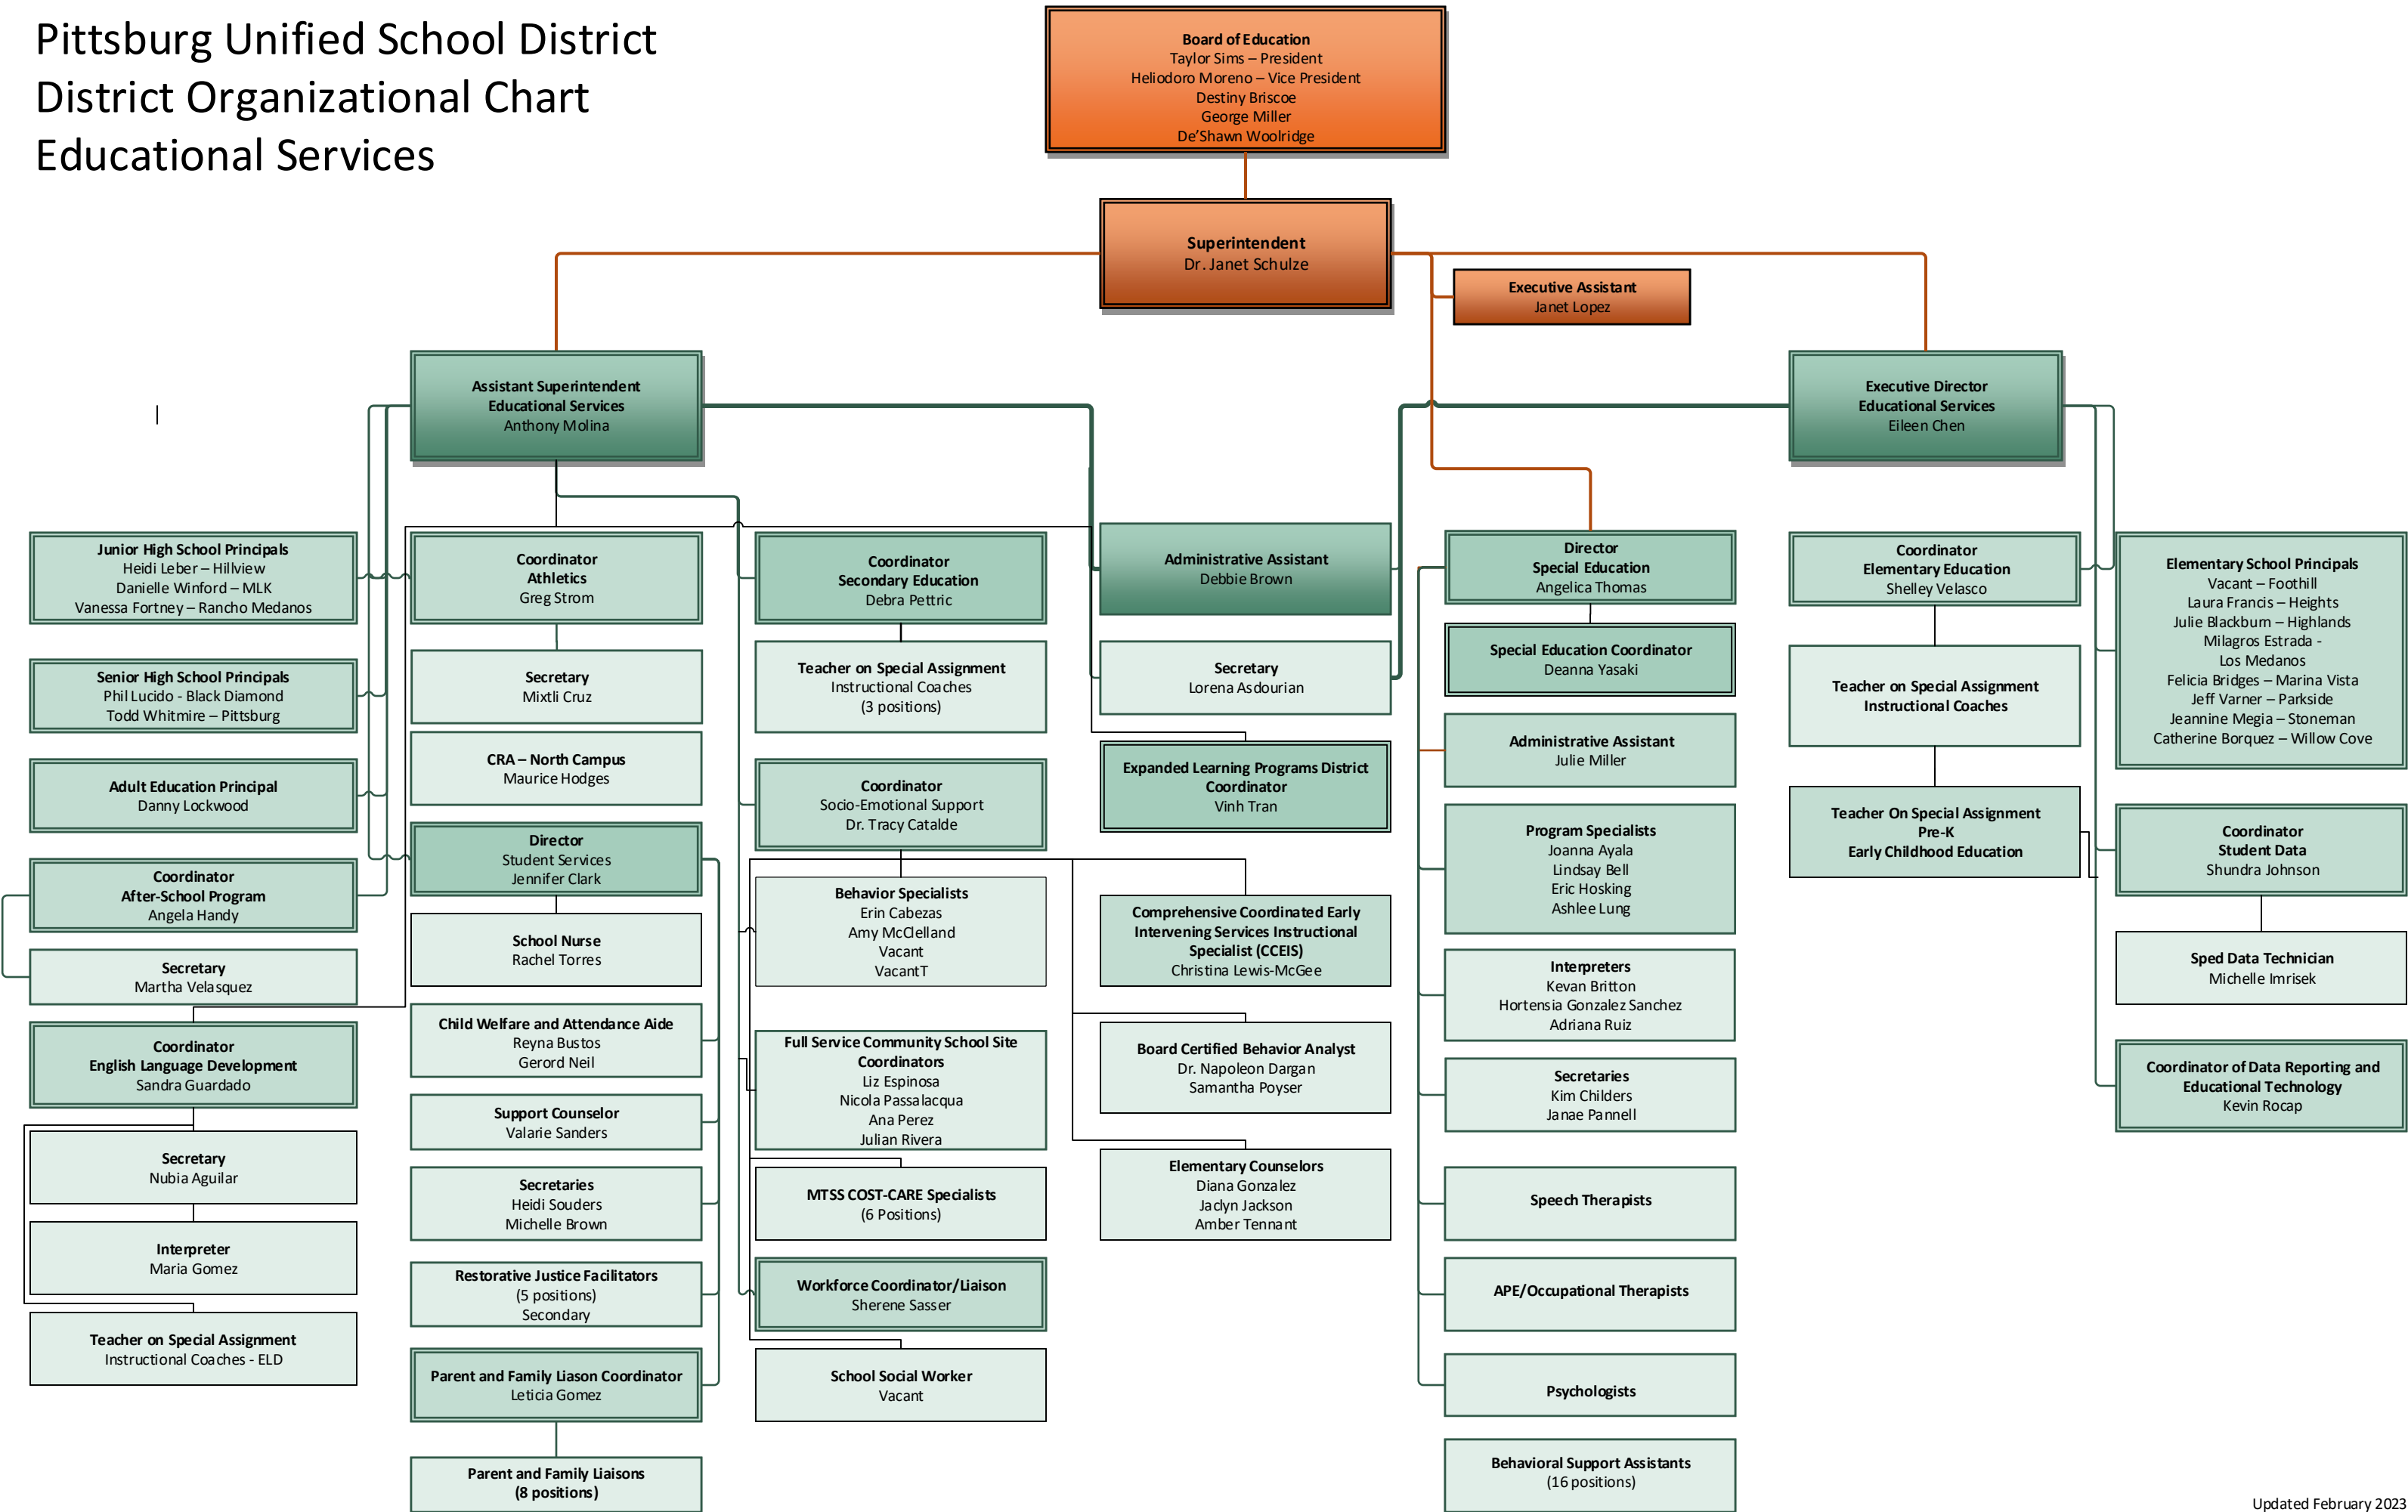 Pittsburg Unified School District
District Organizational Chart
Educational Services
Board of Education
Taylor Sims – President
Heliodoro Moreno – Vice President
Destiny Briscoe
George Miller
De’Shawn Woolridge
Superintendent
Dr. Janet Schulze
Executive Assistant
Janet Lopez
Assistant Superintendent
Educational Services
Anthony Molina
Executive Director
Educational Services
Eileen Chen
Junior High School Principals
Heidi Leber – Hillview
Danielle Winford – MLK
Vanessa Fortney – Rancho Medanos
Senior High School Principals
Phil Lucido - Black Diamond
Todd Whitmire – Pittsburg
Adult Education Principal
Danny Lockwood
Coordinator
After-School Program
Angela Handy
Secretary
Martha Velasquez
Coordinator
English Language Development
Sandra Guardado
Secretary
Nubia Aguilar
Interpreter
Maria Gomez
Teacher on Special Assignment
Instructional Coaches - ELD
Coordinator
Athletics
Greg Strom
Secretary
Mixtli Cruz
CRA – North Campus
Maurice Hodges
Director
Student Services
Jennifer Clark
School Nurse
Rachel Torres
Child Welfare and Attendance Aide
Reyna Bustos
Gerord Neil
Support Counselor
Valarie Sanders
Secretaries
Heidi Souders
Michelle Brown
Restorative Justice Facilitators
(5 positions)
Secondary
Parent and Family Liason Coordinator
Leticia Gomez
Parent and Family Liaisons
(8 positions)
Coordinator
Secondary Education
Debra Pettric
Teacher on Special Assignment
Instructional Coaches
(3 positions)
Coordinator
Socio-Emotional Support
Dr. Tracy Catalde
Behavior Specialists
Erin Cabezas
Amy McClelland
Vacant
VacantT
Full Service Community School Site
Coordinators
Liz Espinosa
Nicola Passalacqua
Ana Perez
Julian Rivera
MTSS COST-CARE Specialists
(6 Positions)
Workforce Coordinator/Liaison
Sherene Sasser
School Social Worker
Vacant
Administrative Assistant
Debbie Brown
Secretary
Lorena Asdourian
Expanded Learning Programs District
Coordinator
Vinh Tran
Comprehensive Coordinated Early
Intervening Services Instructional
Specialist (CCEIS)
Christina Lewis-McGee
Board Certified Behavior Analyst
Dr. Napoleon Dargan
Samantha Poyser
Elementary Counselors
Diana Gonzalez
Jaclyn Jackson
Amber Tennant
Director
Special Education
Angelica Thomas
Special Education Coordinator
Deanna Yasaki
Administrative Assistant
Julie Miller
Program Specialists
Joanna Ayala
Lindsay Bell
Eric Hosking
Ashlee Lung
Interpreters
Kevan Britton
Hortensia Gonzalez Sanchez
Adriana Ruiz
Secretaries
Kim Childers
Janae Pannell
Speech Therapists
APE/Occupational Therapists
Psychologists
Behavioral Support Assistants
(16 positions)
Coordinator
Elementary Education
Shelley Velasco
Teacher on Special Assignment
Instructional Coaches
Teacher On Special Assignment
Pre-K
Early Childhood Education
Elementary School Principals
Vacant – Foothill
Laura Francis – Heights
Julie Blackburn – Highlands
Milagros Estrada -
Los Medanos
Felicia Bridges – Marina Vista
Jeff Varner – Parkside
Jeannine Megia – Stoneman
Catherine Borquez – Willow Cove
Coordinator
Student Data
Shundra Johnson
Sped Data Technician
Michelle Imrisek
Coordinator of Data Reporting and
Educational Technology
Kevin Rocap
Updated February 2023